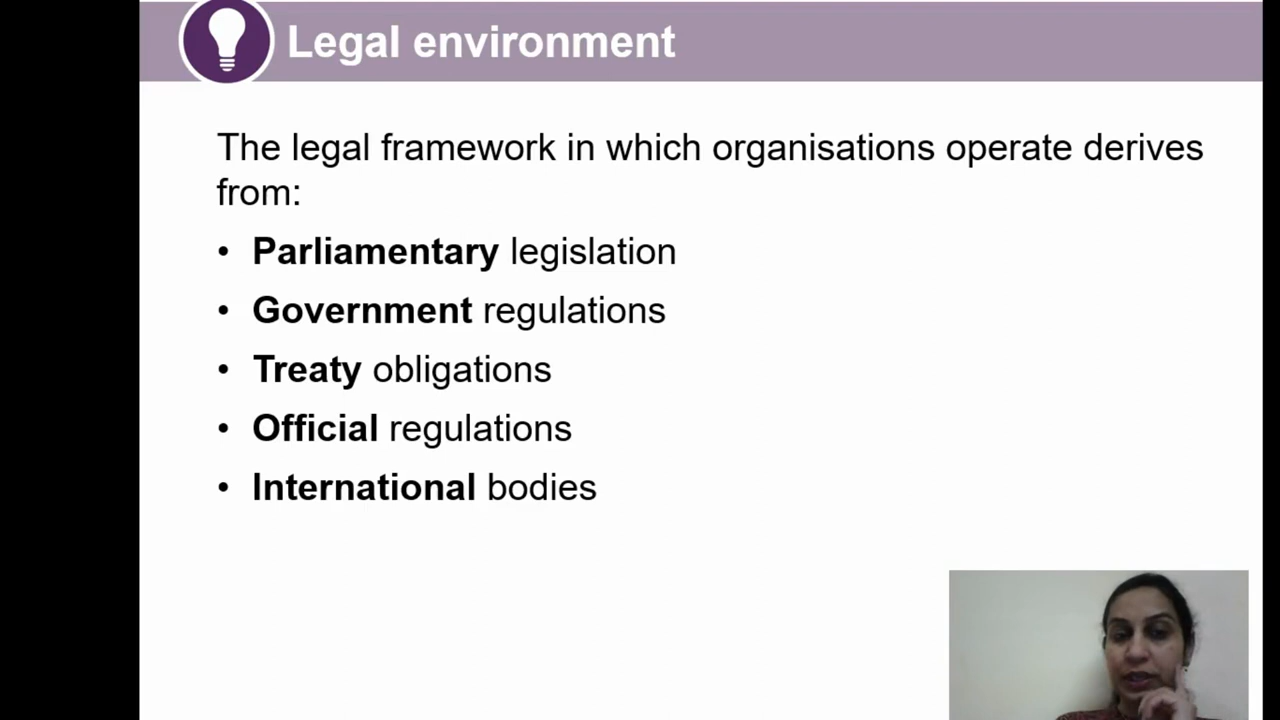 Legal environment
The legal framework in which organisations operate derives
from:
• Parliamentary legislation
• Government regulations
• Treaty obligations
• Official regulations
• International bodies